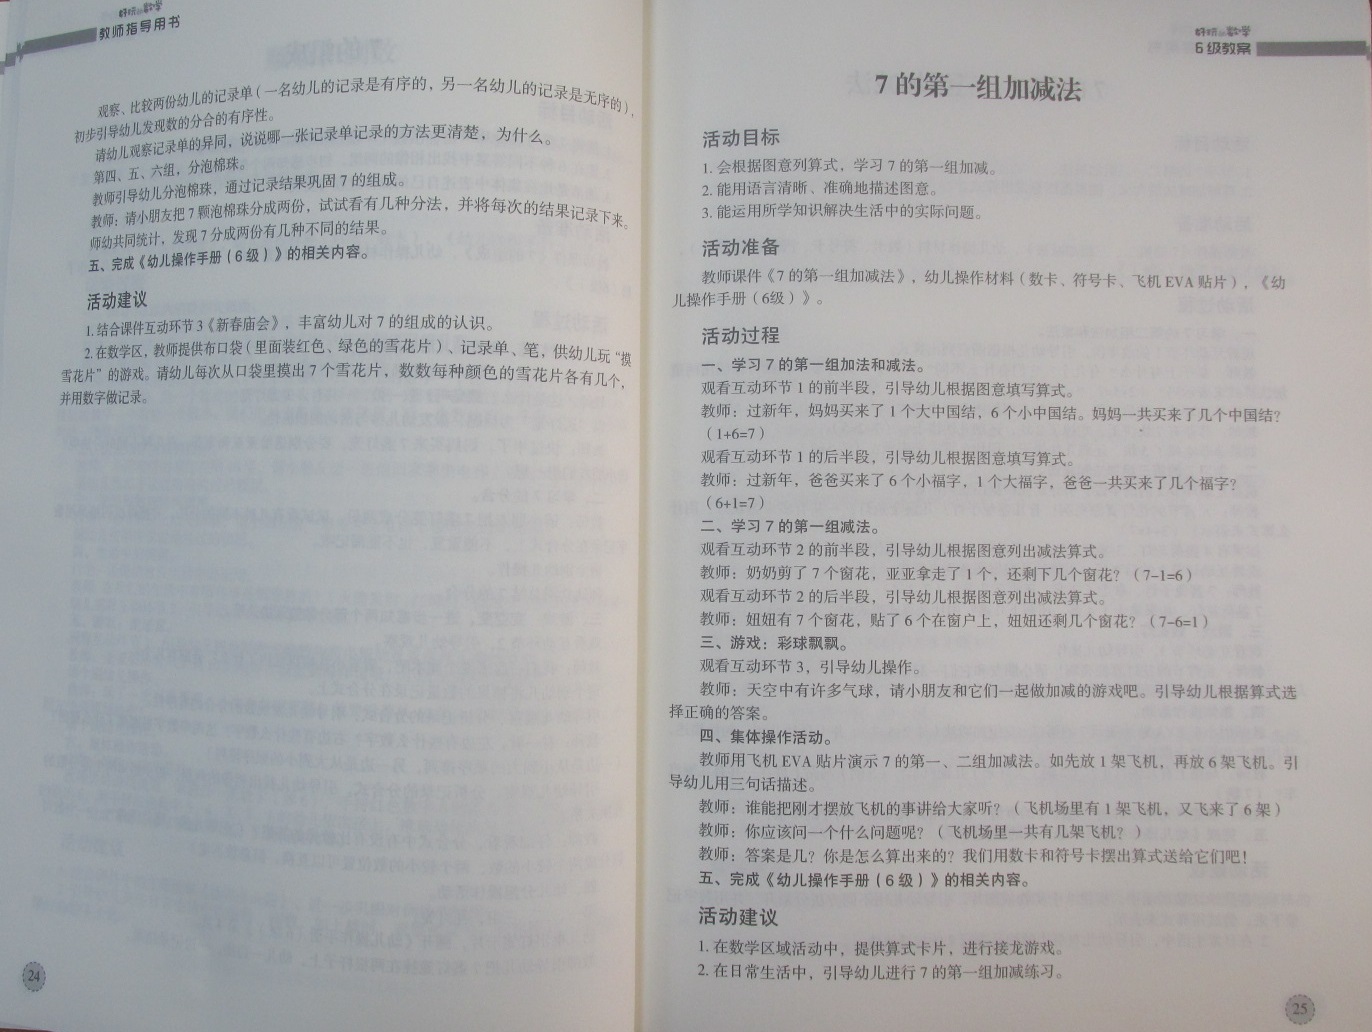 好玩的数学
教师指导用书
观察、比较两份幼儿的记录单（一名幼儿的记录是有序的，另一名幼儿的记录是无序的），
初步引导幼儿发现数的分合的有序性。
请幼儿观察记录单的异同，说说哪一张记录单记录的方法更清楚，为什么。
第四、五、六组，分泡棉珠。
教师引导幼儿分泡棉珠，通过记录结果巩固 7 的组成。
教师：请小朋友把 7 颗泡棉珠分成两份，试试看有几种分法，并将每次的结果记录下来。
师幼共同统计，发现 7 分成两份有几种不同的结果。
五、完成《幼儿操作手册（6 级）》的相关内容。
活动建议
1. 结合课件互动环节 3《新春庙会》，丰富幼儿对 7 的组成的认识。
2. 在数学区，教师提供布口袋（里面装红色、绿色的雪花片）、记录单、笔，供幼儿玩“摸
雪花片”的游戏。请幼儿每次从口袋里摸出 7 个雪花片，数数每种颜色的雪花片各有几个，
并用数字做记录。
24
好玩的数学
6 级教案
7 的第一组加减法
活动目标
1. 会根据图意列算式，学习 7 的第一组加减。
2. 能用语言清晰、准确地描述图意。
3. 能运用所学知识解决生活中的实际问题。
活动准备
教师课件《7 的第一组加减法》，幼儿操作材料（数卡、符号卡、飞机 EVA 贴片），《幼
儿操作手册（6级）》。
活动过程
一、学习 7 的第一组加法和减法。
观看互动环节 1 的前半段，引导幼儿根据图意填写算式。
教师：过新年，妈妈买来了 1 个大中国结，6 个小中国结。妈妈一共买来了几个中国结？
（1+6=7）
观看互动环节 1 的后半段，引导幼儿根据图意填写算式。
教师：过新年，爸爸买来了 6 个小福字，1 个大福字，爸爸一共买来了几个福字？
（6+1=7）
二、学习 7 的第一组减法。
观看互动环节 2 的前半段，引导幼儿根据图意列出减法算式。
教师：奶奶剪了 7 个窗花，亚亚拿走了 1 个，还剩下几个窗花？（7-1=6）
观看互动环节 2 的后半段，引导幼儿根据图意列出减法算式。
教师：妞妞有 7 个窗花，贴了 6 个在窗户上，妞妞还剩几个窗花？（7-6=1）
三、游戏：彩球飘飘。
观看互动环节 3，引导幼儿操作。
教师：天空中有许多气球，请小朋友和它们一起做加减的游戏吧。引导幼儿根据算式选
择正确的答案。
四、集体操作活动。
教师用飞机 EVA 贴片演示 7 的第一、二组加减法。如先放 1 架飞机，再放 6 架飞机。引
导幼儿用三句话描述。
教师：谁能把刚才摆放飞机的事讲给大家听？（飞机场里有 1 架飞机，又飞来了 6 架）
教师：你应该问一个什么问题呢？（飞机场里一共有几架飞机？）
教师：答案是几？你是怎么算出来的？我们用数卡和符号卡摆出算式送给它们吧！
五、完成《幼儿操作手册（6 级）》的相关内容。
活动建议
1. 在数学区域活动中，提供算式卡片，进行接龙游戏。
2. 在日常生活中，引导幼儿进行 7 的第一组加减练习。
25